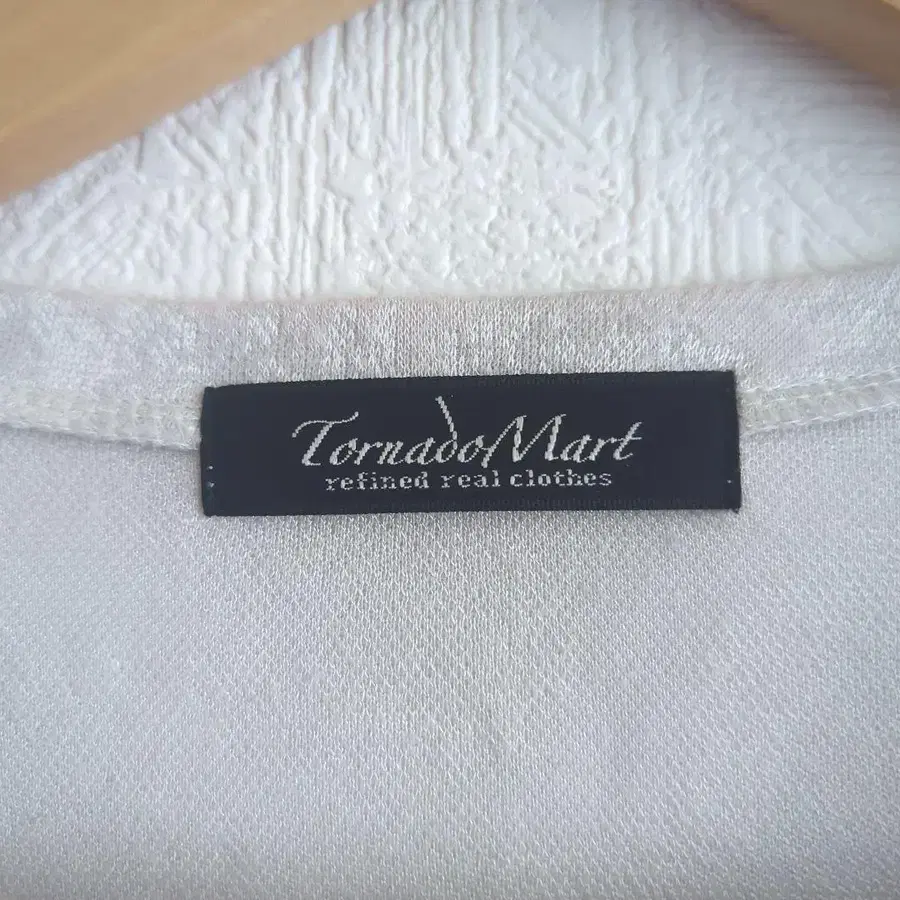 TornadoMart
refined real clothes